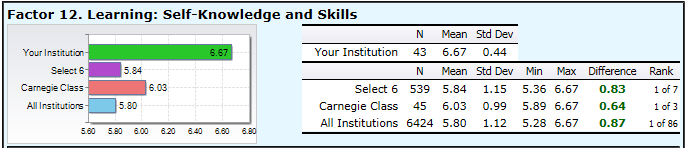 Factor 12. Learning: Self-Knowledge and Skills
Your Institution 6.67
Select 6 5.84
Carnegie Class 6.03
All Institutions 5.80
5.60 5.80 6.00 6.20 6.40 6.60 6.80
N Mean Std Dev
Your Institution 43 6.67 0.44
N Mean Std Dev Min Max Difference Rank
Select 6 539 5.84 1.15 5.36 6.67 0.83 1 of 7
Carnegie Class 45 6.03 0.99 5.89 6.67 0.64 1 of 3
All Institutions 6424 5.80 1.12 5.28 6.67 0.87 1 of 86